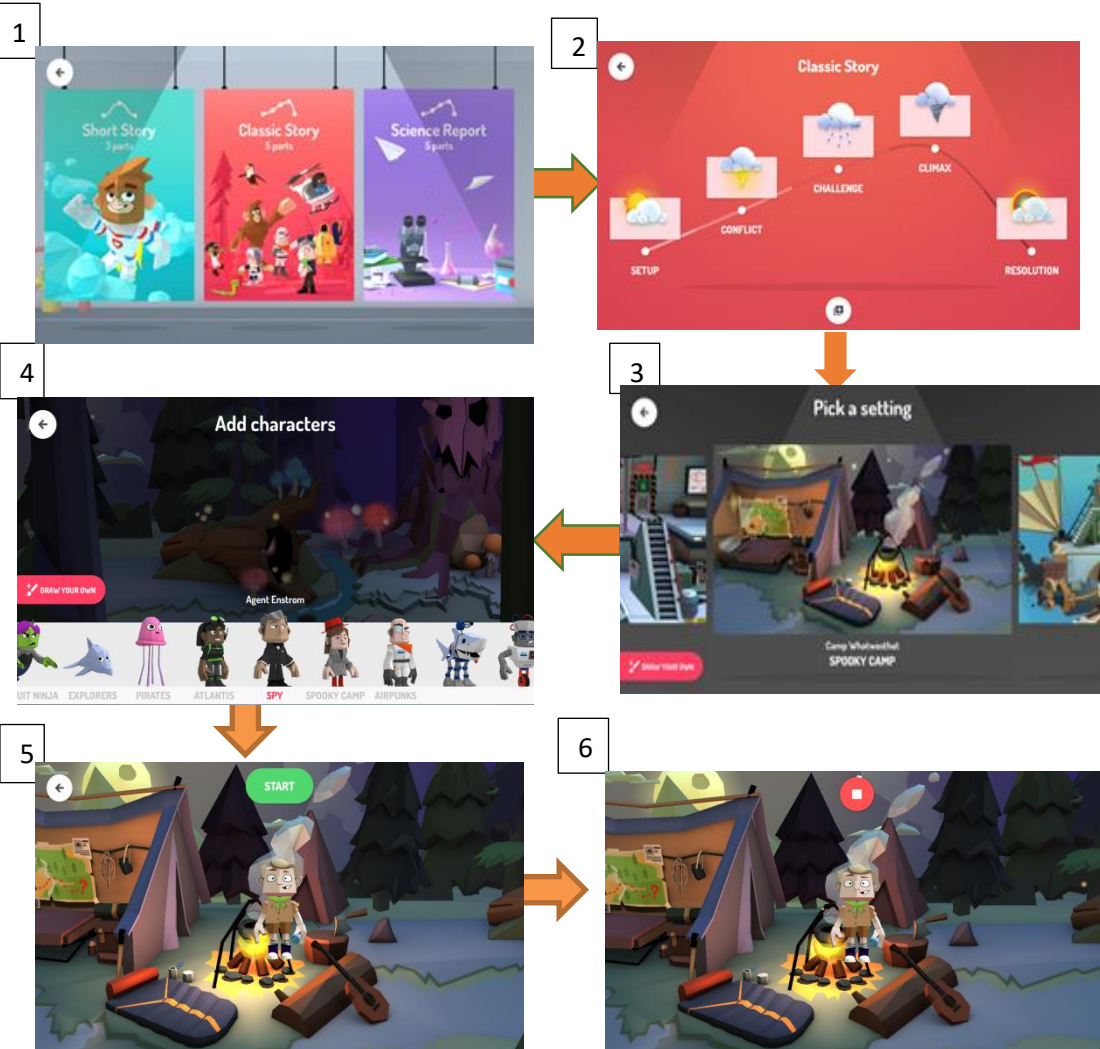 1
Short Story
3 parts
Classic Story
5 parts
Science Report
5 parts
2
Classic Story
SETUP
CONFLICT
CHALLENGE
CLIMAX
RESOLUTION
4
Add characters
DRAW YOUR OWN
Agent Enstrom
UIT NINJA EXPLORERS PIRATES ATLANTIS SPY SPOOKY CAMP AIRPUNKS
3
Pick a setting
Camp Whatwasthat
SPOOKY CAMP
DRAW YOUR OWN
5
START
?
6
?